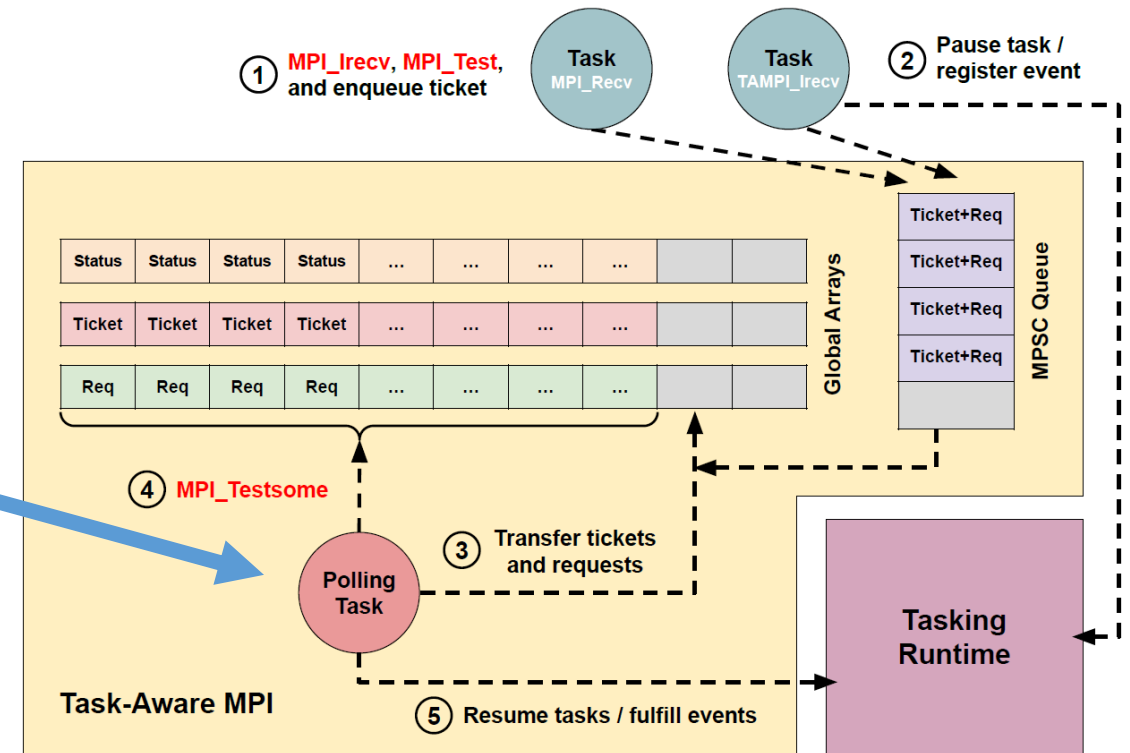 1
MPI_Irecv, MPI_Test,
and enqueue ticket
Task
MPI_Recv
Task
TAMPI_Irecv
2
Pause task /
register event
Status Status Status Status ... ... ... ...
Ticket Ticket Ticket Ticket ... ... ... ...
Req Req Req Req ... ... ... ...
Global Arrays
Ticket+Req
Ticket+Req
Ticket+Req
Ticket+Req
MPSC Queue
4
MPI_Testsome
3
Transfer tickets
and requests
Polling
Task
Tasking
Runtime
Task-Aware MPI
5
Resume tasks / fulfill events